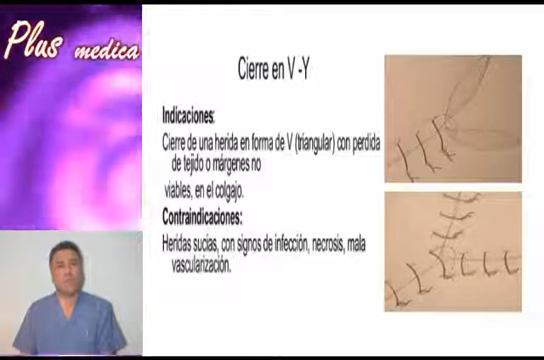 Plus medica
Cierre en V -Y
Indicaciones:
Cierre de una herida en forma de V (triangular) con perdida
de tejido o márgenes no
viables, en el colgajo.
Contraindicaciones:
Heridas sucias, con signos de infección, necrosis, mala
vascularización.